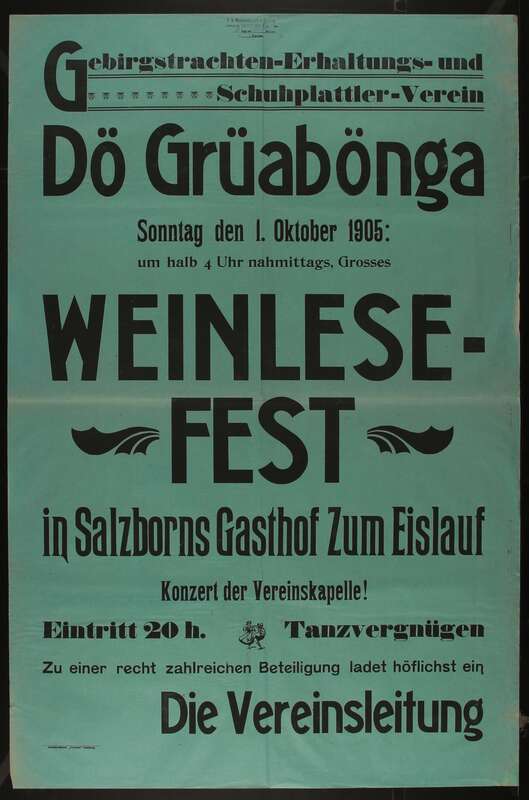 Gebirgstrachten-Erhaltungs- und
Schuhplattler-Verein
Dö Grüabönga
Sonntag den 1. Oktober 1905:
um halb 4 Uhr nahmittags, Grosses
WEINLESE-
FEST
in Salzborns Gasthof Zum Eislauf
Konzert der Vereinskapelle!
Eintritt 20 h. Tanzvergnügen
Zu einer recht zahlreichen Beteiligung ladet höflichst ein
Die Vereinsleitung